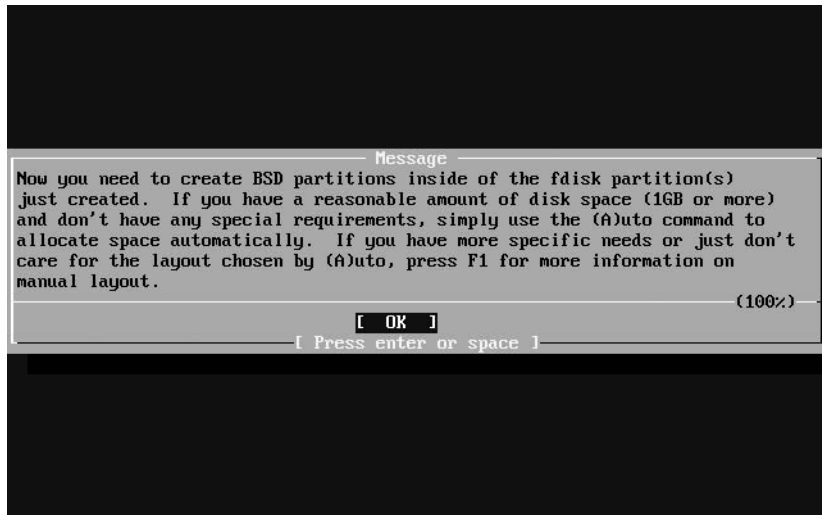 Message
Now you need to create BSD partitions inside of the fdisk partition(s)
just created.  If you have a reasonable amount of disk space (1GB or more)
and don't have any special requirements, simply use the (A)uto command to
allocate space automatically.  If you have more specific needs or just don't
care for the layout chosen by (A)uto, press F1 for more information on
manual layout.
(100%)
[  OK  ]
[ Press enter or space ]